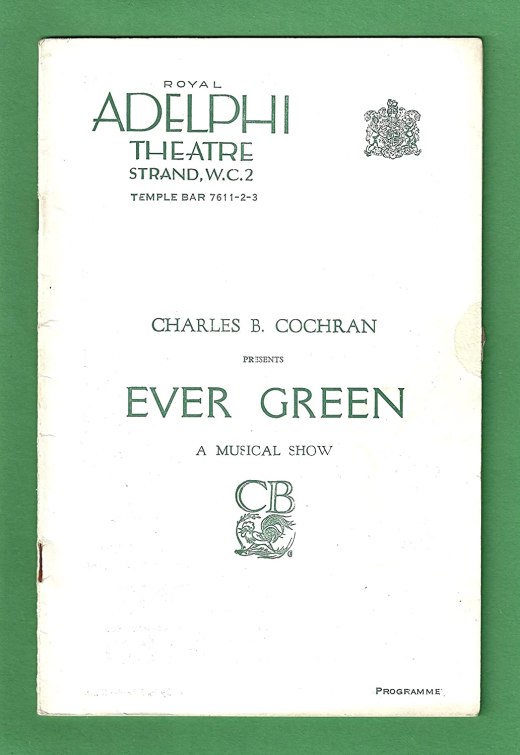 ROYAL
ADELPHI
THEATRE
STRAND, W.C.2
TEMPLE BAR 7611-2-3
CHARLES B. COCHRAN
PRESENTS
EVER GREEN
A MUSICAL SHOW
CB
PROGRAMME